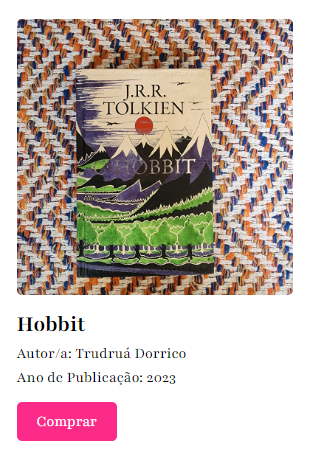 J.R.R.
TOLKIEN
HOBBIT
Hobbit
Autor/a: Trudruá Dorrico
Ano de Publicação: 2023
Comprar